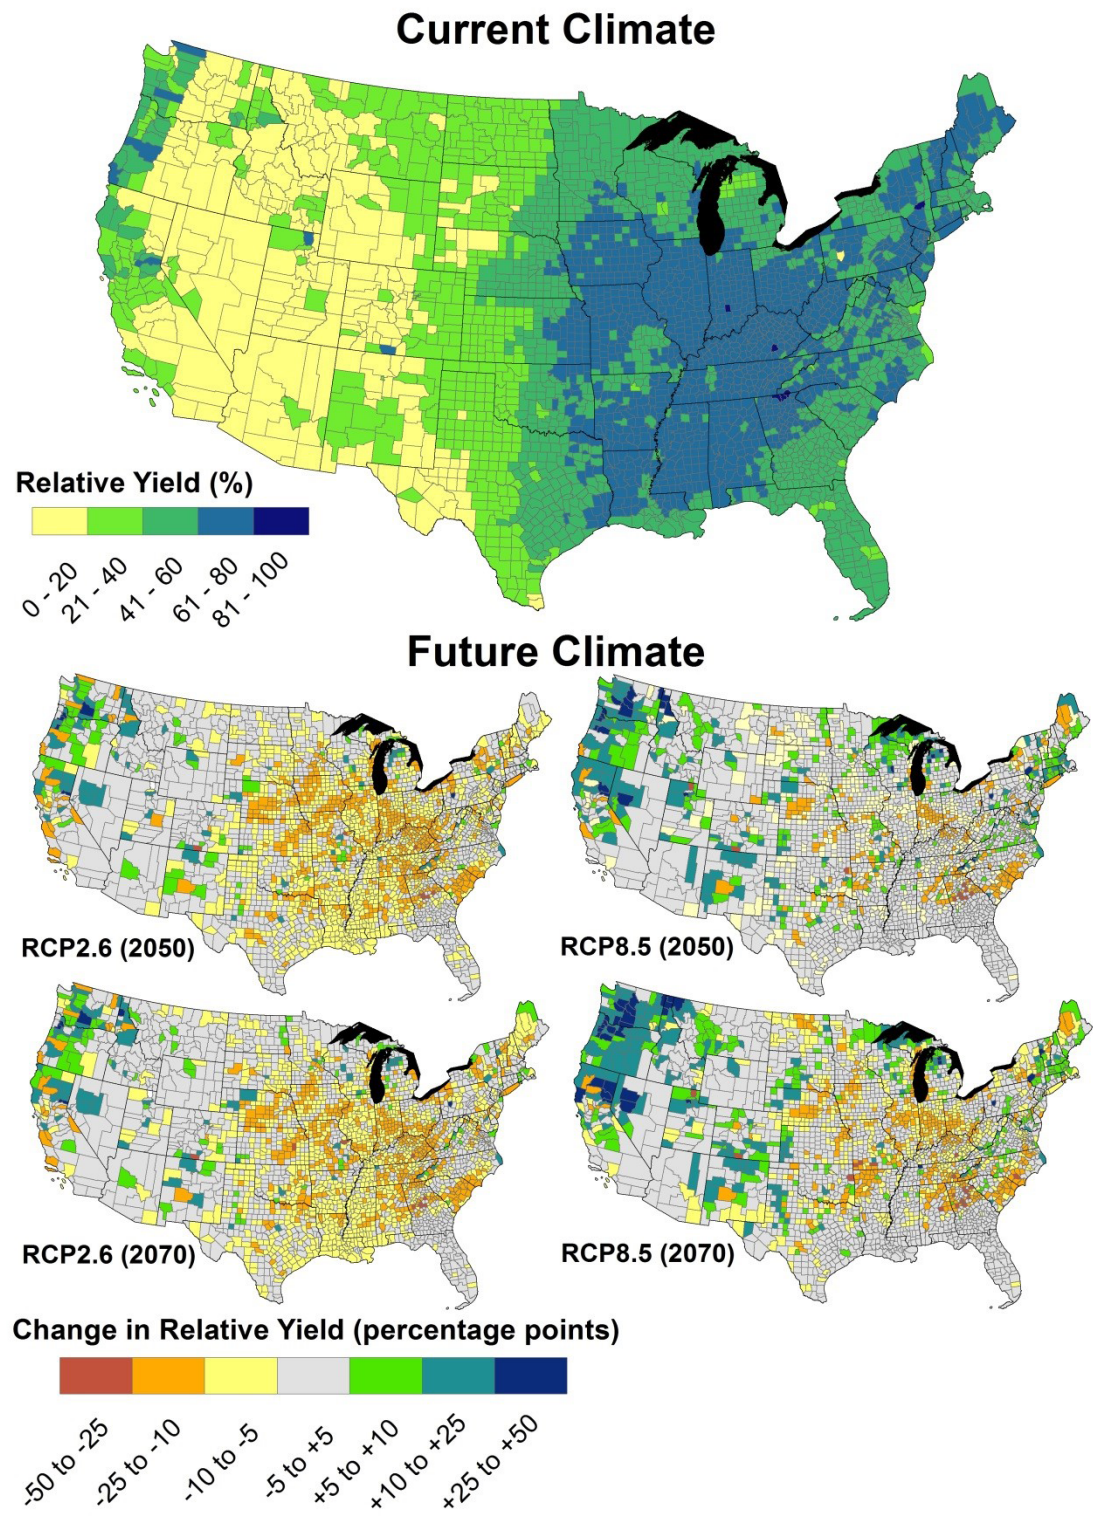 Current Climate
Relative Yield (%)
0 - 20
21 - 40
41 - 60
61 - 80
81 - 100
Future Climate
RCP2.6 (2050)
RCP8.5 (2050)
RCP2.6 (2070)
RCP8.5 (2070)
Change in Relative Yield (percentage points)
-50 to -25
-25 to -10
-10 to -5
-5 to +5
+5 to +10
+10 to +25
+25 to +50